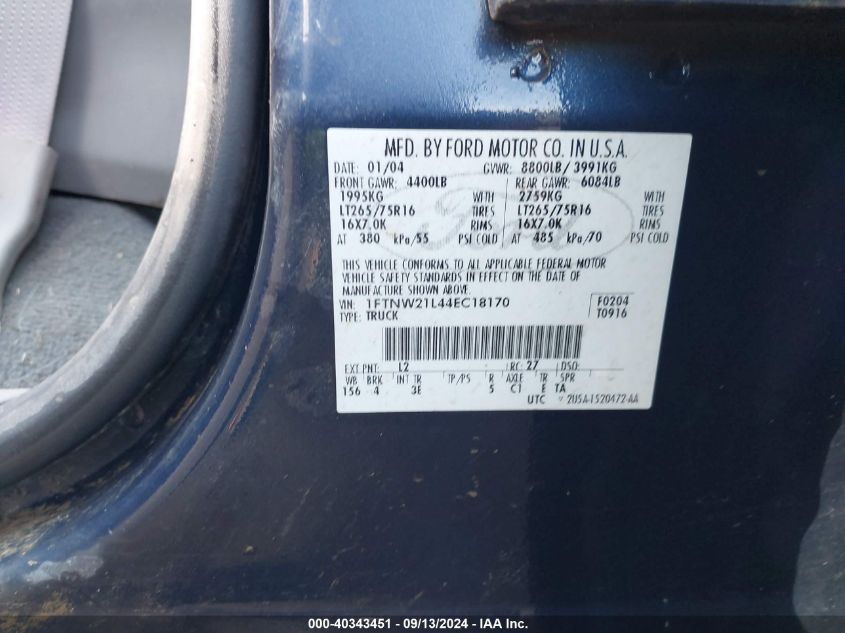 MFD. BY FORD MOTOR CO. IN U.S.A.
DATE: 01/04 GVWR: 8800LB/ 3991KG
FRONT GAWR: 4400LB REAR GAWR: 6084LB
1995KG WITH 2759KG WITH
LT265/75R16 TIRES LT265/75R16 TIRES
16X7.0K RIMS 16X7.0K RIMS
AT 380 kPa/55 PSI COLD AT 485 kPa/70 PSI COLD
THIS VEHICLE CONFORMS TO ALL APPLICABLE FEDERAL MOTOR
VEHICLE SAFETY STANDARDS IN EFFECT ON THE DATE OF
MANUFACTURE SHOWN ABOVE.
VIN: 1FTNW21L44EC18170 F0204
TYPE: TRUCK T0916
EXT PNT: L2 RC: 27 DSO:
WB BRK INT TR TP/PS R AXLE TR SPR
156 4 3E 5 C1 E TA
UTC 2U5A-1520472-AA
000-40343451 - 09/13/2024 - IAA Inc.